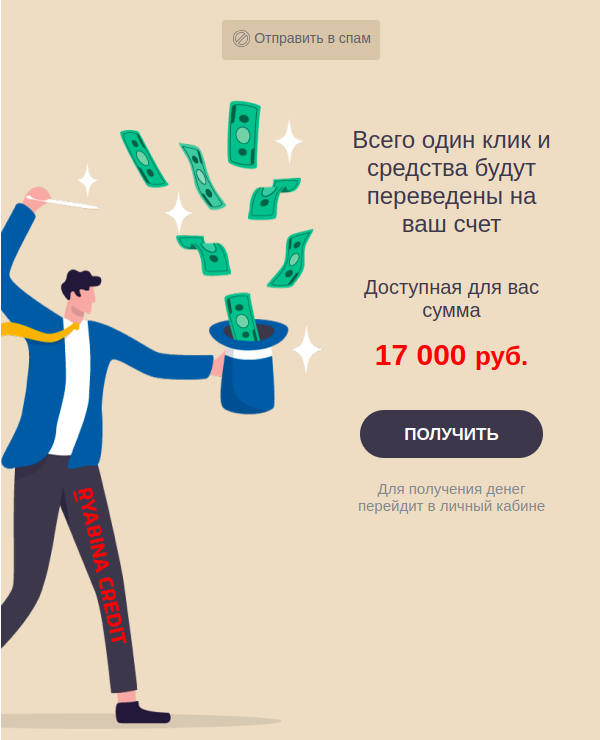 Отправить в спам
Всего один клик и
средства будут
переведены на
ваш счет
Доступная для вас
сумма
17 000 руб.
ПОЛУЧИТЬ
Для получения денег
перейдит в личный кабине
RYABINA CREDIT